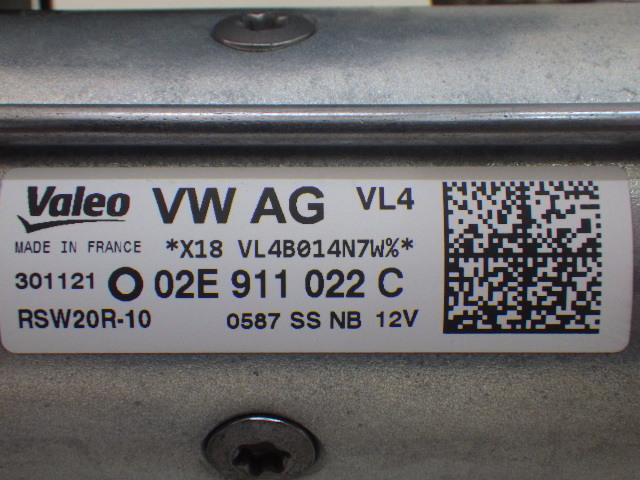 Valeo VW AG VL4
MADE IN FRANCE *X18 VL4B014N7W%*
301121 O 02E 911 022 C
RSW20R-10 0587 SS NB 12V